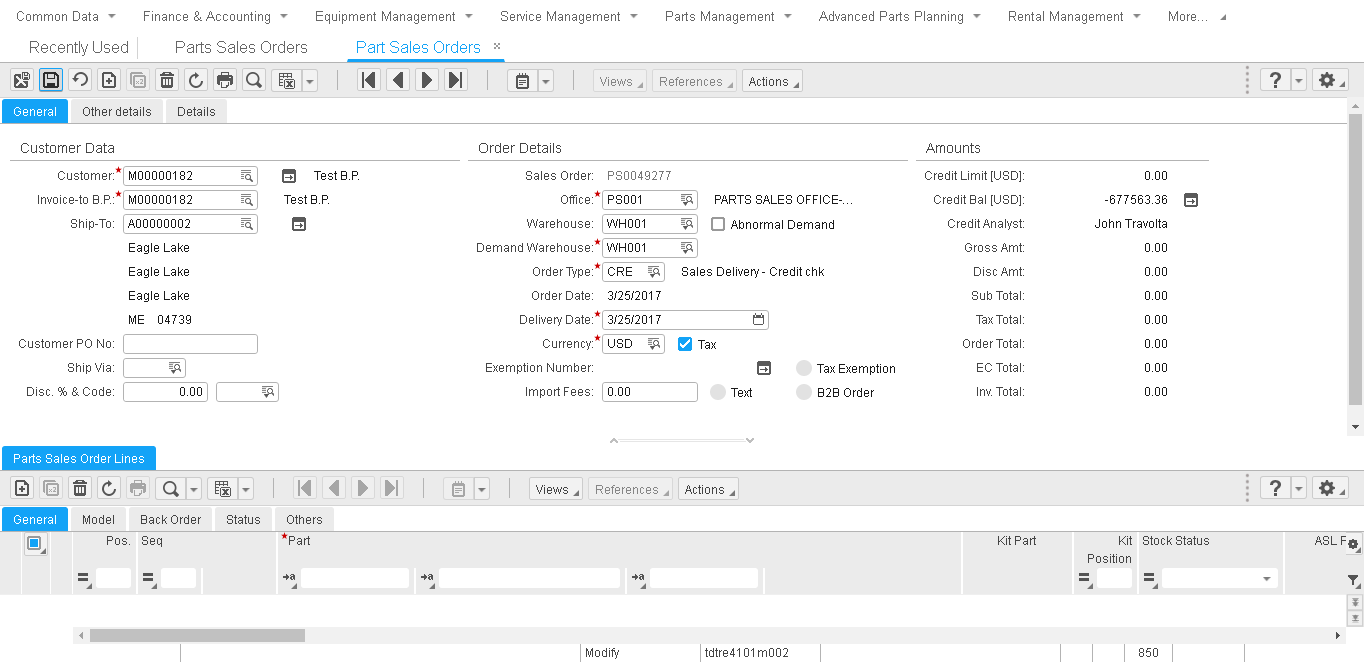 Common Data Finance & Accounting Equipment Management Service Management Parts Management Advanced Parts Planning Rental Management More...
Recently Used Parts Sales Orders Part Sales Orders ×
Views References Actions ?
General Other details Details
Customer Data Order Details Amounts
Customer:* M00000182 Test B.P. Sales Order: PS0049277 Credit Limit [USD]: 0.00
Invoice-to B.P.:* M00000182 Test B.P. Office:* PS001 PARTS SALES OFFICE-... Credit Bal [USD]: -677563.36
Ship-To: A00000002 Warehouse: WH001 Abnormal Demand Credit Analyst: John Travolta
Eagle Lake Demand Warehouse:* WH001 Gross Amt: 0.00
Eagle Lake Order Type:* CRE Sales Delivery - Credit chk Disc Amt: 0.00
Eagle Lake Order Date: 3/25/2017 Sub Total: 0.00
ME 04739 Delivery Date:* 3/25/2017 Tax Total: 0.00
Customer PO No: Currency:* USD Tax Order Total: 0.00
Ship Via: Exemption Number: Tax Exemption EC Total: 0.00
Disc. % & Code: 0.00 Import Fees: 0.00 Text B2B Order Inv. Total: 0.00
Parts Sales Order Lines
Views References Actions ?
General Model Back Order Status Others
Pos. Seq *Part Kit Part Kit Position Stock Status ASL F
= = →a →a →a = =
Modify tdtre4101m002 850